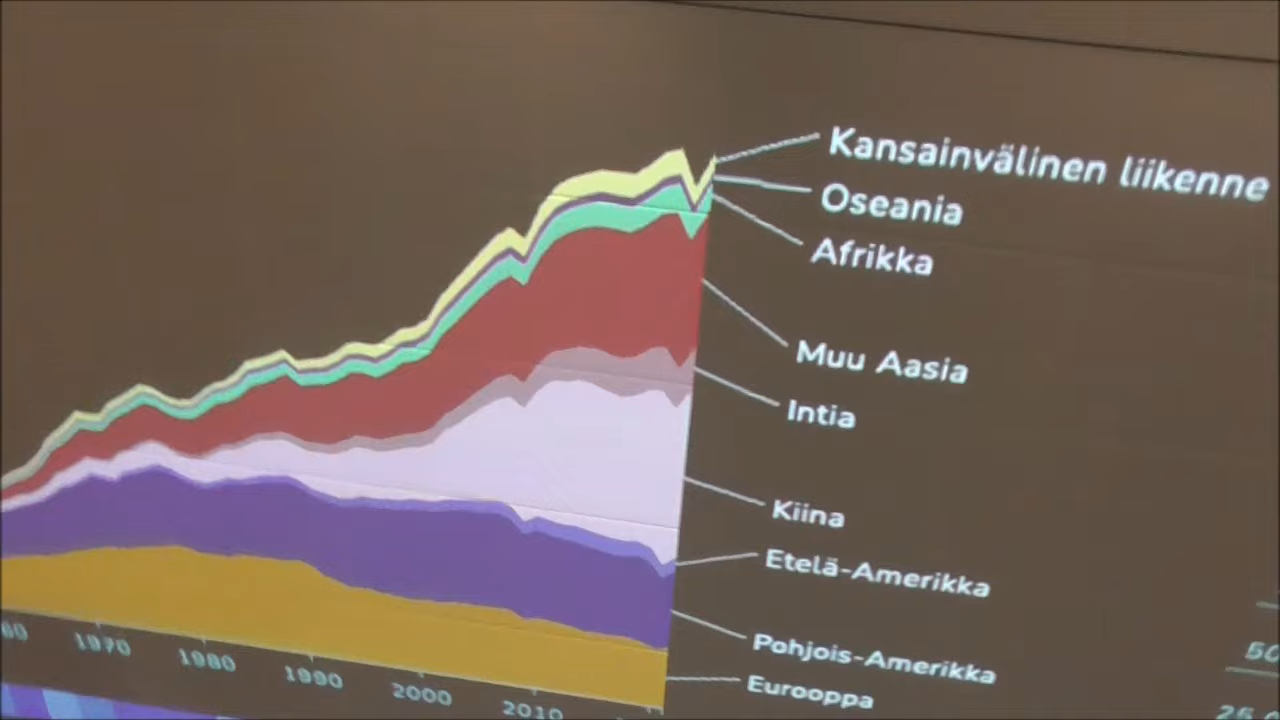 Kansainvälinen liikenne
Oseania
Afrikka
Muu Aasia
Intia
Kiina
Etelä-Amerikka
Pohjois-Amerikka
Eurooppa
1970 1980 1990 2000 2010